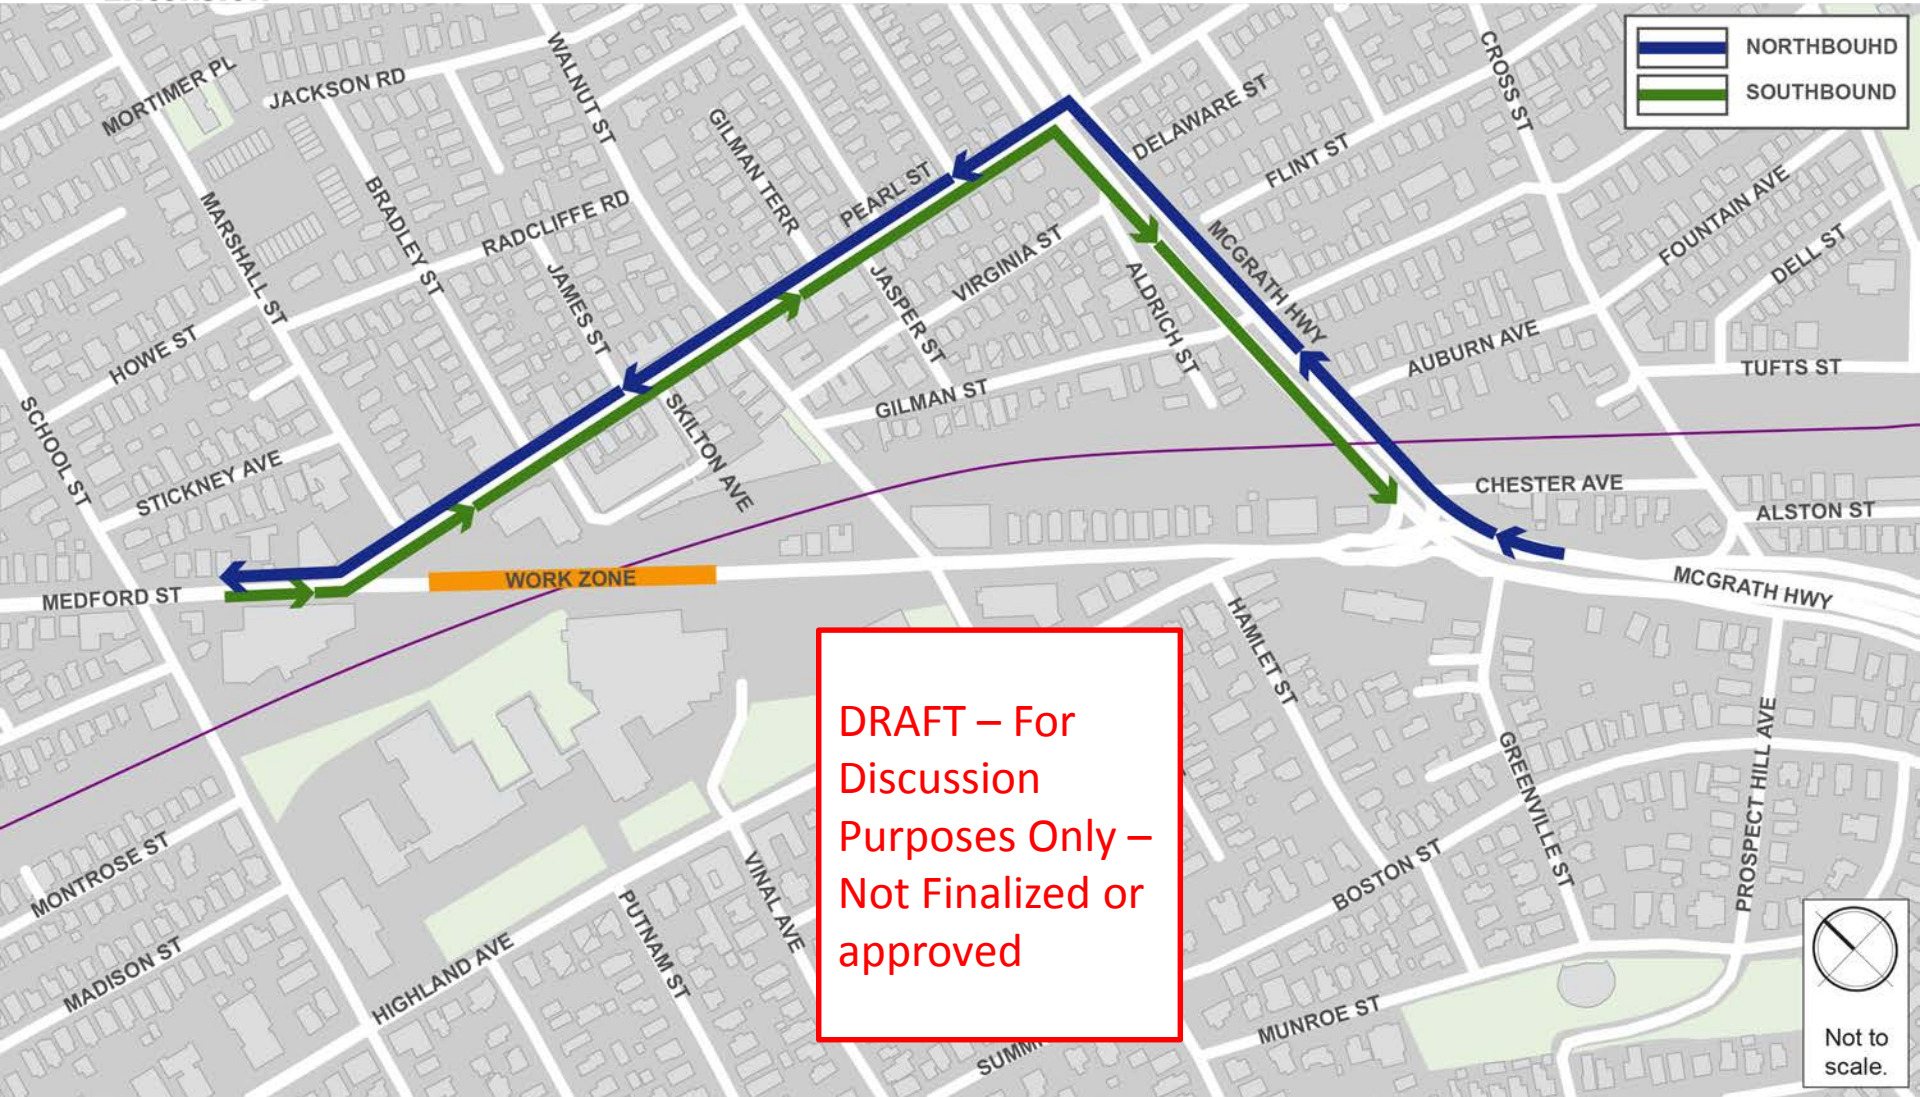 NORTHBOUHD
SOUTHBOUND
MORTIMER PL
JACKSON RD
WALNUT ST
CROSS ST
GILMAN TERR
DELAWARE ST
FLINT ST
PEARL ST
MARSHALL ST
BRADLEY ST
RADCLIFFE RD
JAMES ST
JASPER ST
VIRGINIA ST
ALDRICH ST
MCGRATH HWY
FOUNTAIN AVE
DELL ST
HOWE ST
AUBURN AVE
TUFTS ST
GILMAN ST
SCHOOL ST
STICKNEY AVE
SKILTON AVE
CHESTER AVE
ALSTON ST
MEDFORD ST
WORK ZONE
MCGRATH HWY
HAMLET ST
DRAFT – For
Discussion
Purposes Only –
Not Finalized or
approved
GREENVILLE ST
PROSPECT HILL AVE
MONTROSE ST
VINAL AVE
BOSTON ST
PUTNAM ST
MADISON ST
HIGHLAND AVE
MUNROE ST
Not to
scale.